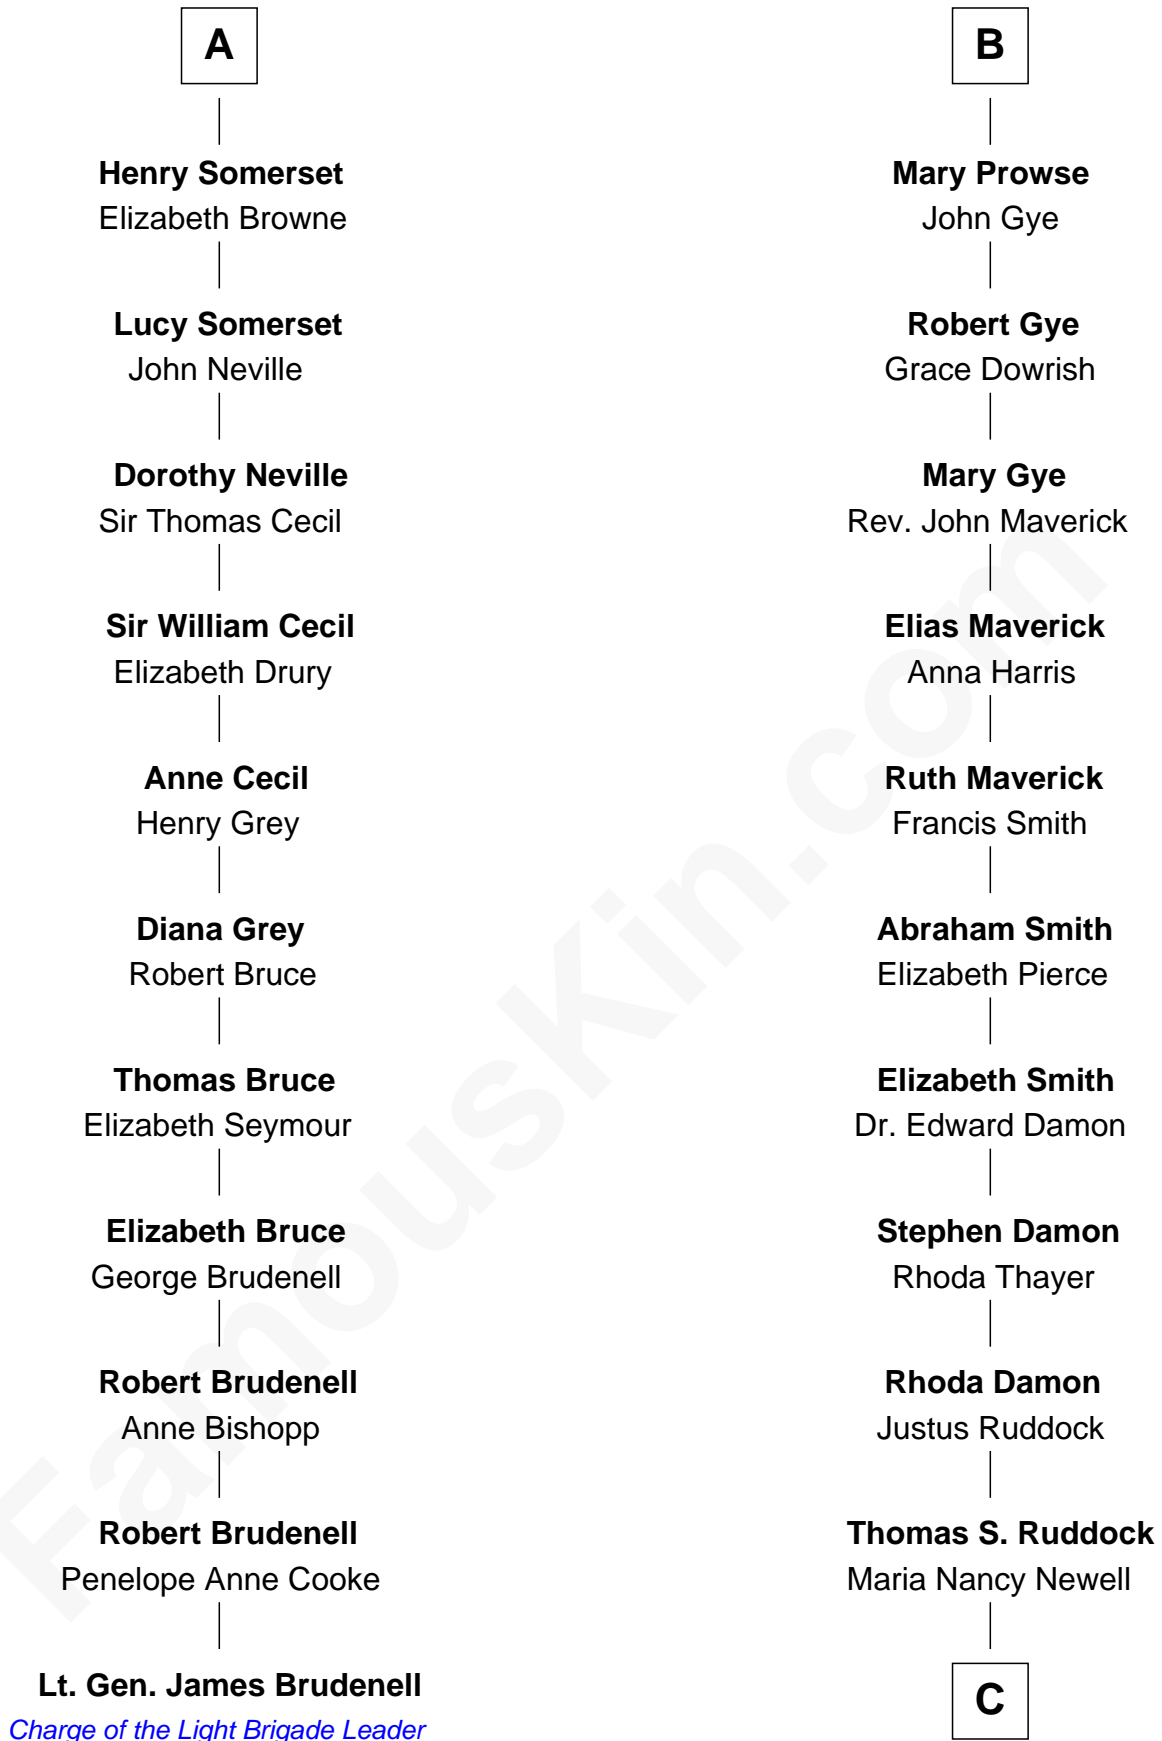 A
Henry Somerset
Elizabeth Browne
Lucy Somerset
John Neville
Dorothy Neville
Sir Thomas Cecil
Sir William Cecil
Elizabeth Drury
Anne Cecil
Henry Grey
Diana Grey
Robert Bruce
Thomas Bruce
Elizabeth Seymour
Elizabeth Bruce
George Brudenell
Robert Brudenell
Anne Bishopp
Robert Brudenell
Penelope Anne Cooke
Lt. Gen. James Brudenell
Charge of the Light Brigade Leader
B
Mary Prowse
John Gye
Robert Gye
Grace Dowrish
Mary Gye
Rev. John Maverick
Elias Maverick
Anna Harris
Ruth Maverick
Francis Smith
Abraham Smith
Elizabeth Pierce
Elizabeth Smith
Dr. Edward Damon
Stephen Damon
Rhoda Thayer
Rhoda Damon
Justus Ruddock
Thomas S. Ruddock
Maria Nancy Newell
C
FamousKin.com